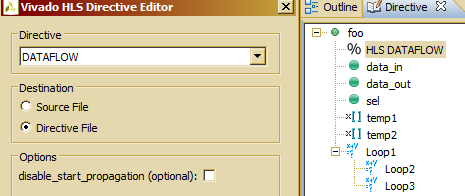 Vivado HLS Directive Editor
Directive
DATAFLOW
Destination
Source File
Directive File
Options
disable_start_propagation (optional):
Outline
Directive
foo
% HLS DATAFLOW
data_in
data_out
sel
×[] temp1
×[] temp2
Loop1
Loop2
Loop3